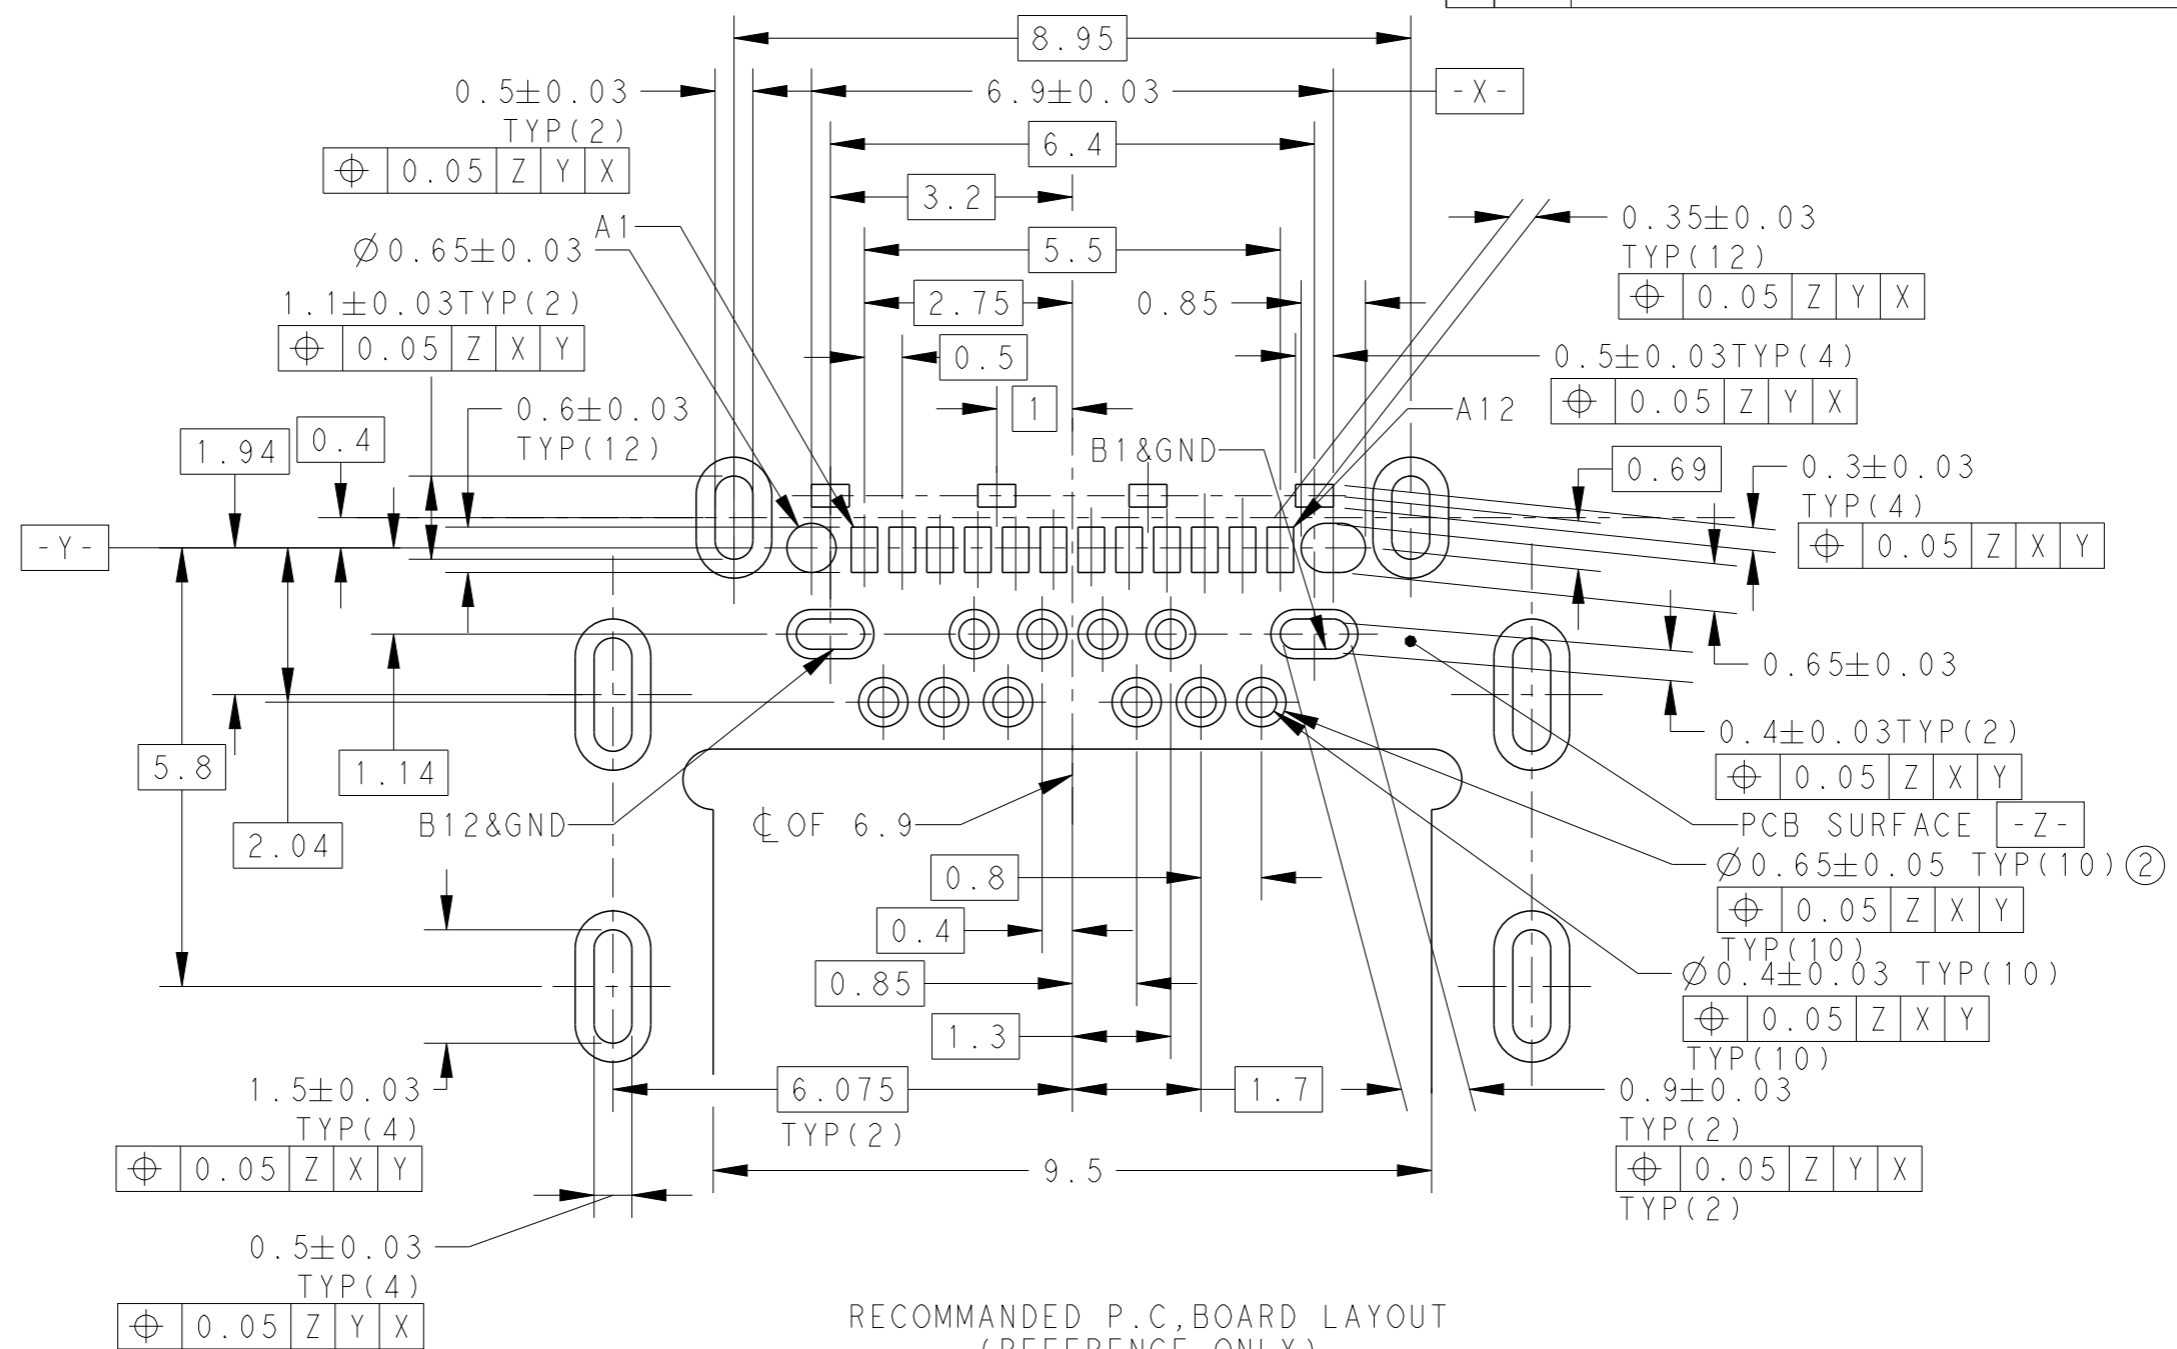 8.95
0.5±0.03
TYP(2)
⌖ 0.05 Z Y X
6.9±0.03
-X-
6.4
3.2
A1
Ø0.65±0.03
5.5
0.35±0.03
TYP(12)
⌖ 0.05 Z Y X
1.1±0.03TYP(2)
⌖ 0.05 Z X Y
2.75
0.85
0.5
0.5±0.03TYP(4)
⌖ 0.05 Z Y X
0.6±0.03
TYP(12)
1
A12
1.94
0.4
B1&GND
0.69
0.3±0.03
TYP(4)
⌖ 0.05 Z X Y
-Y-
0.65±0.03
0.4±0.03TYP(2)
⌖ 0.05 Z X Y
5.8
1.14
2.04
B12&GND
℄ OF 6.9
PCB SURFACE -Z-
Ø0.65±0.05 TYP(10) ②
⌖ 0.05 Z X Y
TYP(10)
0.8
0.4
0.85
1.3
Ø0.4±0.03 TYP(10)
⌖ 0.05 Z X Y
TYP(10)
1.5±0.03
TYP(4)
⌖ 0.05 Z X Y
6.075
TYP(2)
1.7
0.9±0.03
TYP(2)
⌖ 0.05 Z Y X
TYP(2)
9.5
0.5±0.03
TYP(4)
⌖ 0.05 Z Y X
RECOMMANDED P.C,BOARD LAYOUT
(REFERENCE ONLY)